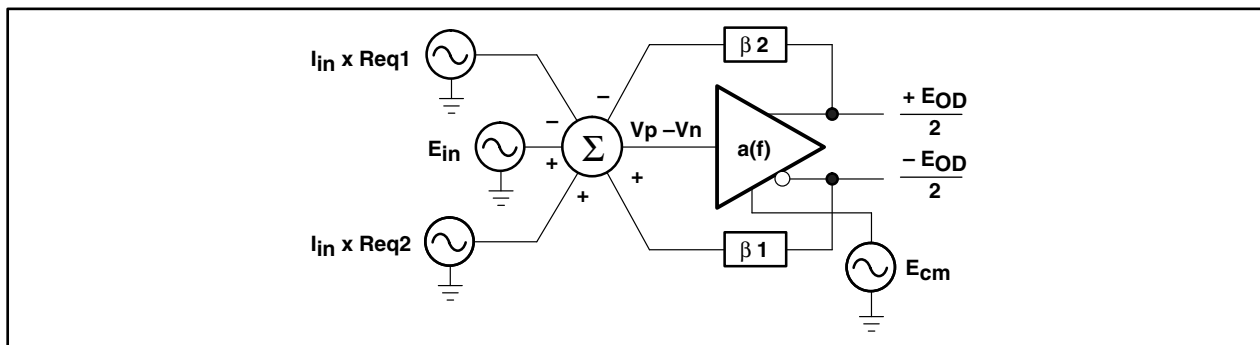 I_in x Req1
E_in
I_in x Req2
−
+
+
−
+
Σ
Vp –Vn
β 2
a(f)
β 1
+ E_OD
2
− E_OD
2
E_cm